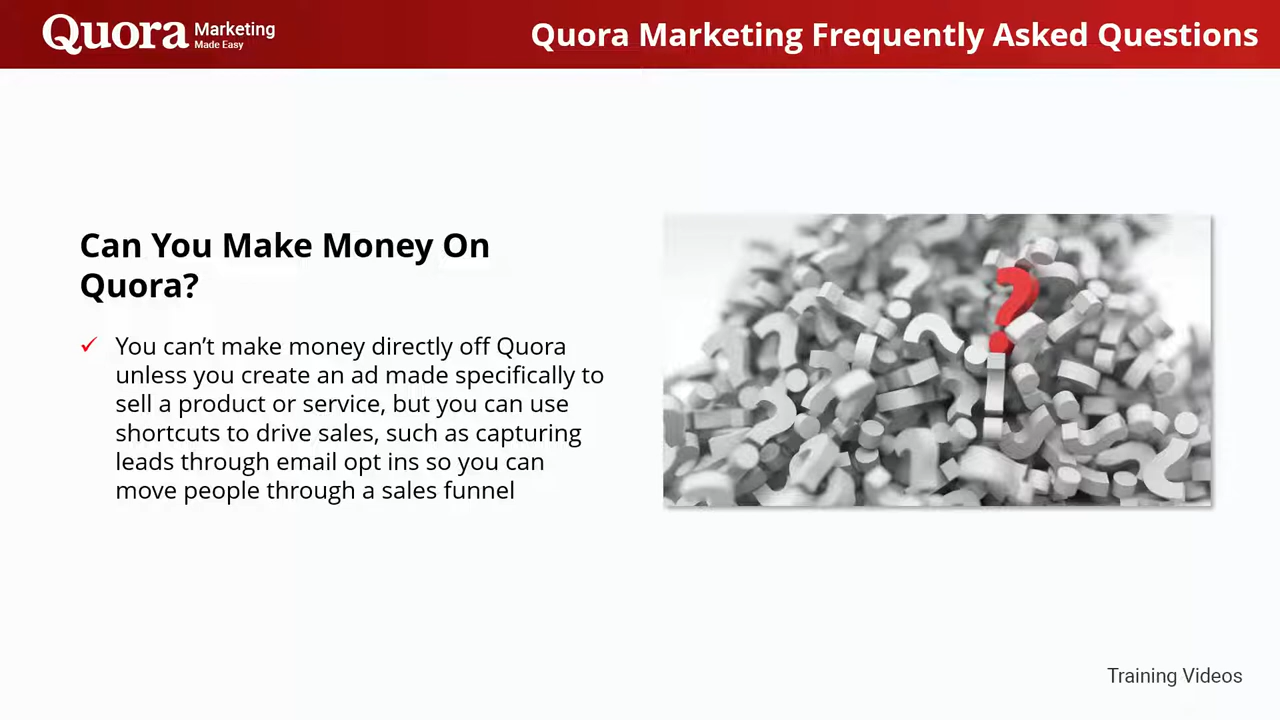 Quora Marketing
Made Easy
Quora Marketing Frequently Asked Questions
Can You Make Money On
Quora?
You can’t make money directly off Quora
unless you create an ad made specifically to
sell a product or service, but you can use
shortcuts to drive sales, such as capturing
leads through email opt ins so you can
move people through a sales funnel
Training Videos